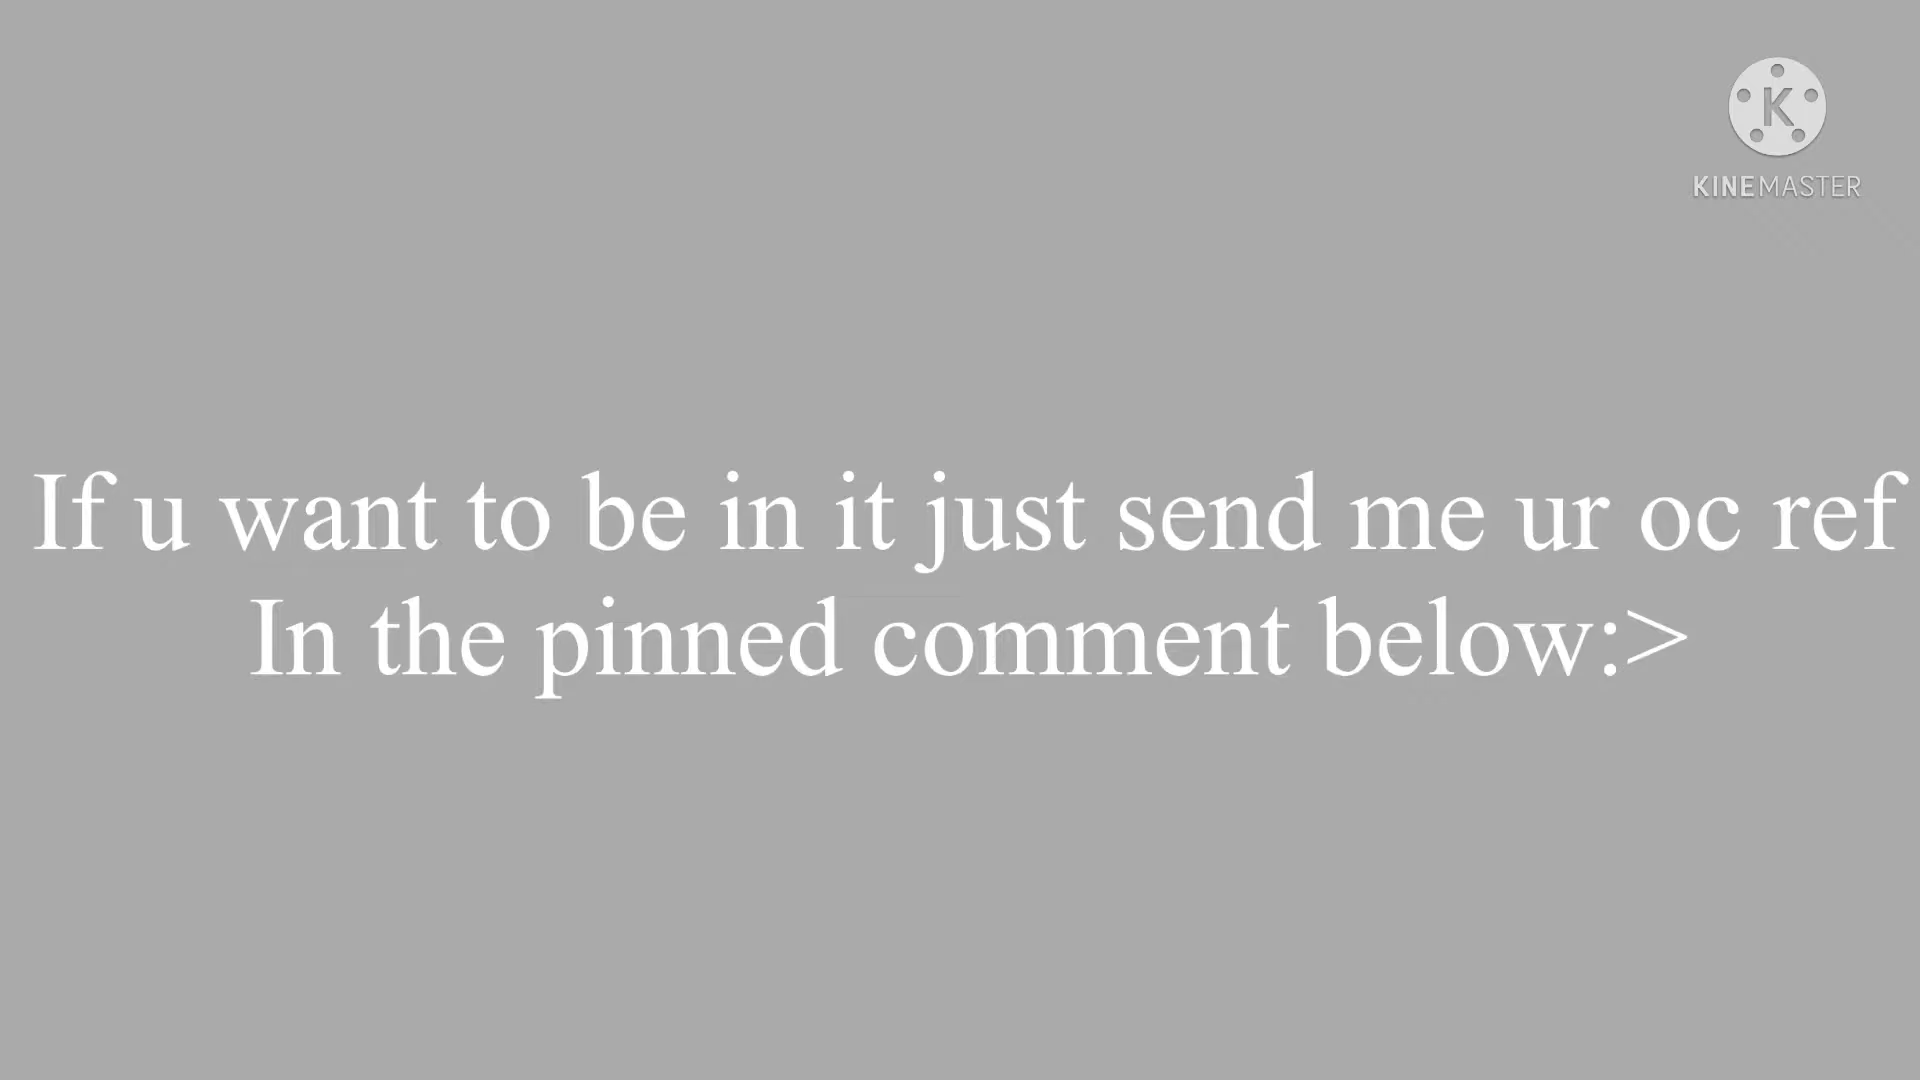 K
KINEMASTER
If u want to be in it just send me ur oc ref
In the pinned comment below:>